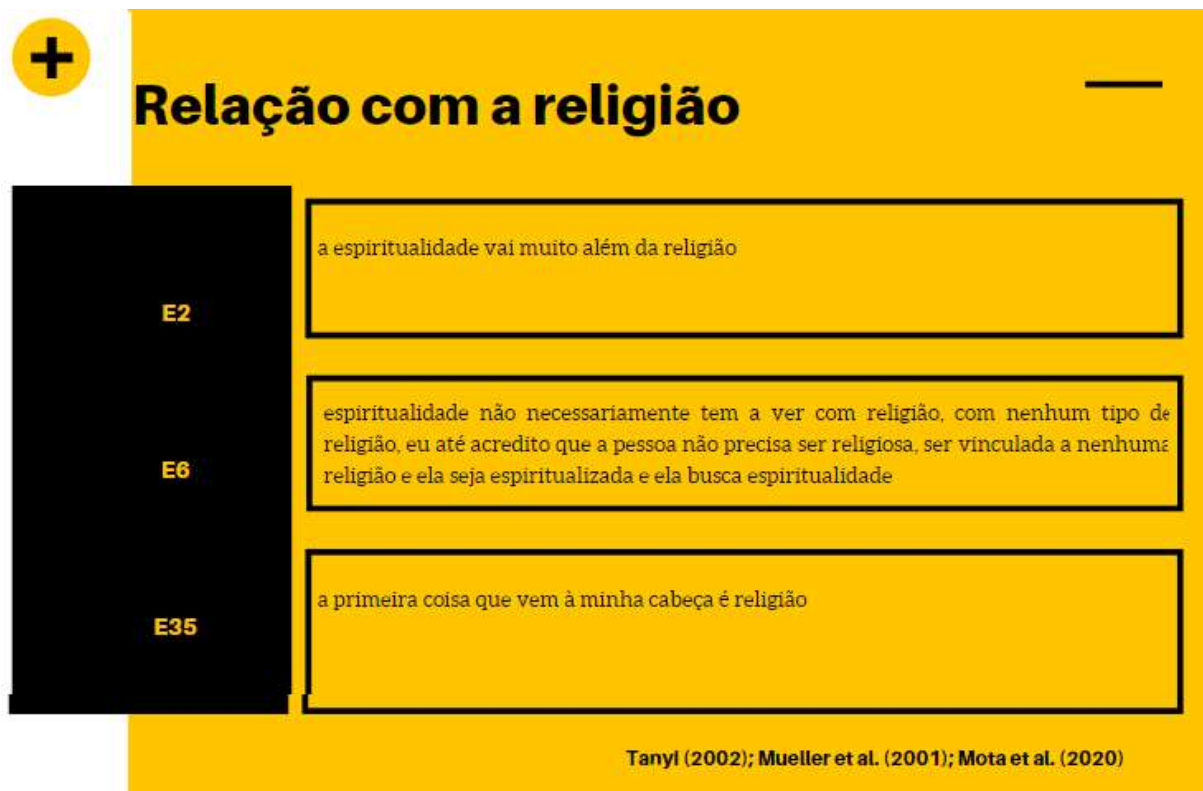 +
Relação com a religião
E2
a espiritualidade vai muito além da religião
E6
espiritualidade não necessariamente tem a ver com religião, com nenhum tipo de
religião, eu até acredito que a pessoa não precisa ser religiosa, ser vinculada a nenhuma
religião e ela seja espiritualizada e ela busca espiritualidade
E35
a primeira coisa que vem à minha cabeça é religião
Tanyi (2002); Mueller et al. (2001); Mota et al. (2020)